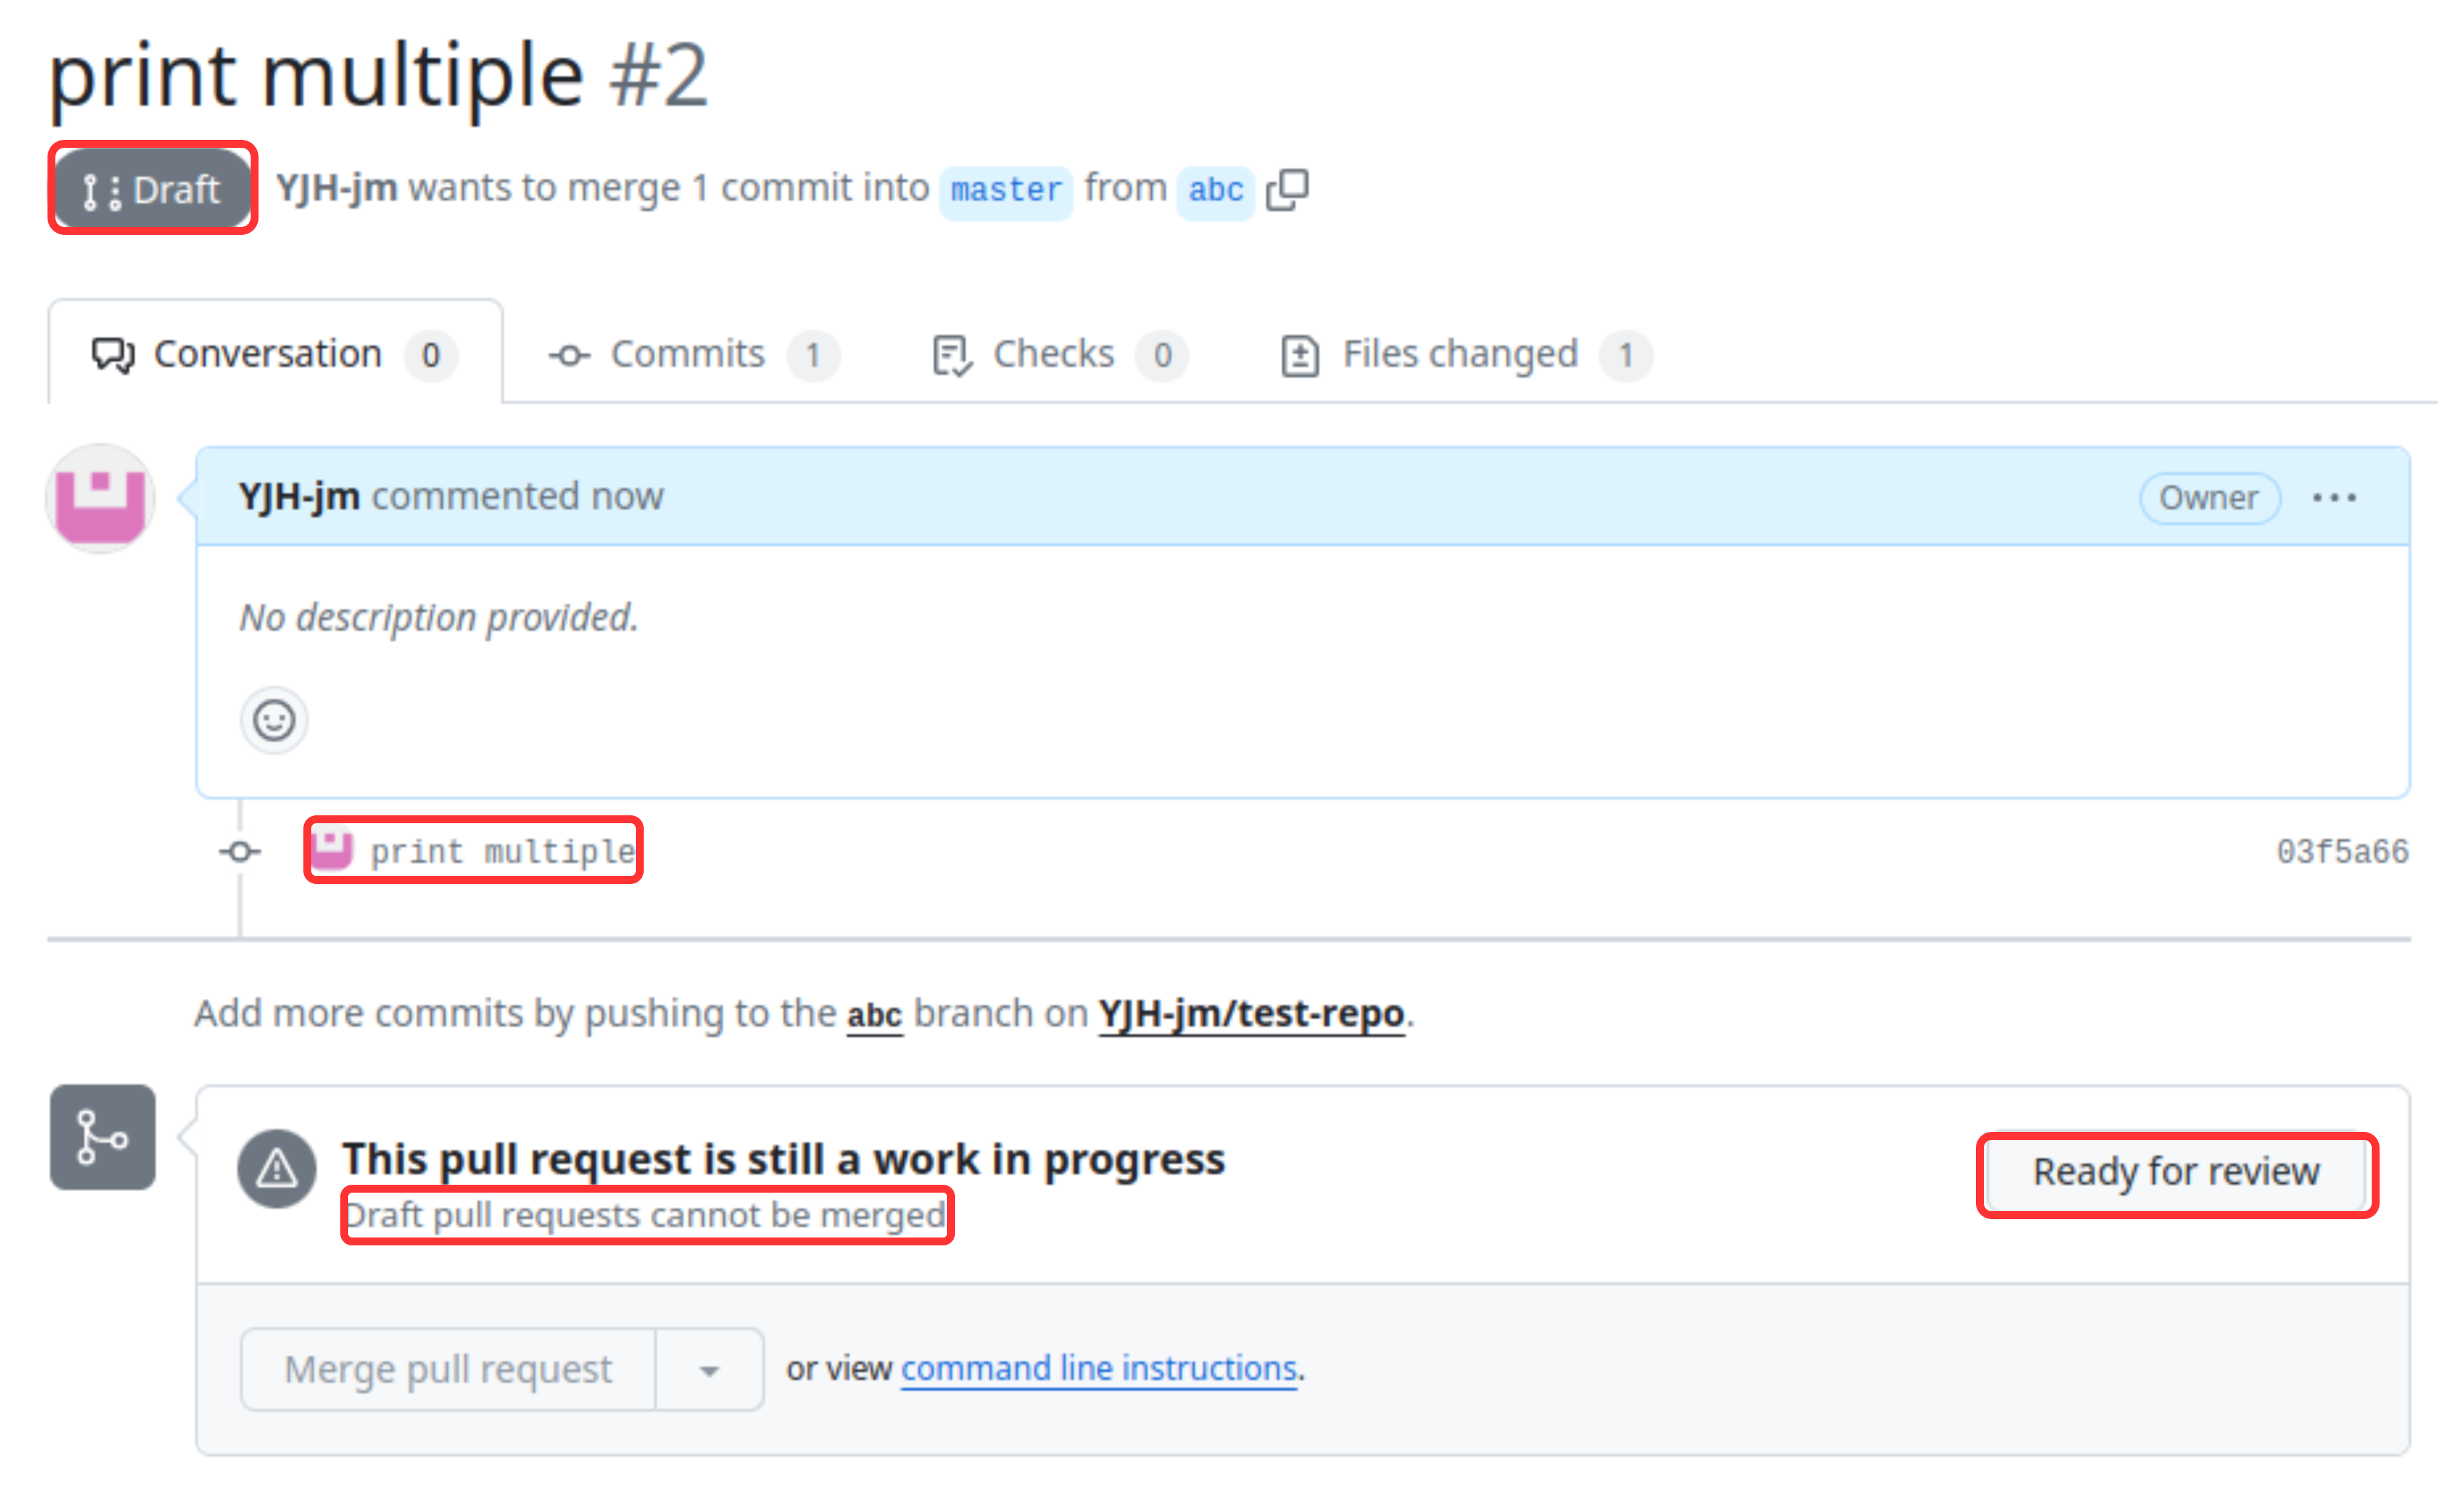 print multiple #2
Draft YJH-jm wants to merge 1 commit into master from abc
Conversation 0 Commits 1 Checks 0 Files changed 1
YJH-jm commented now Owner
No description provided.
print multiple 03f5a66
Add more commits by pushing to the abc branch on YJH-jm/test-repo.
This pull request is still a work in progress
Draft pull requests cannot be merged
Ready for review
Merge pull request or view command line instructions.